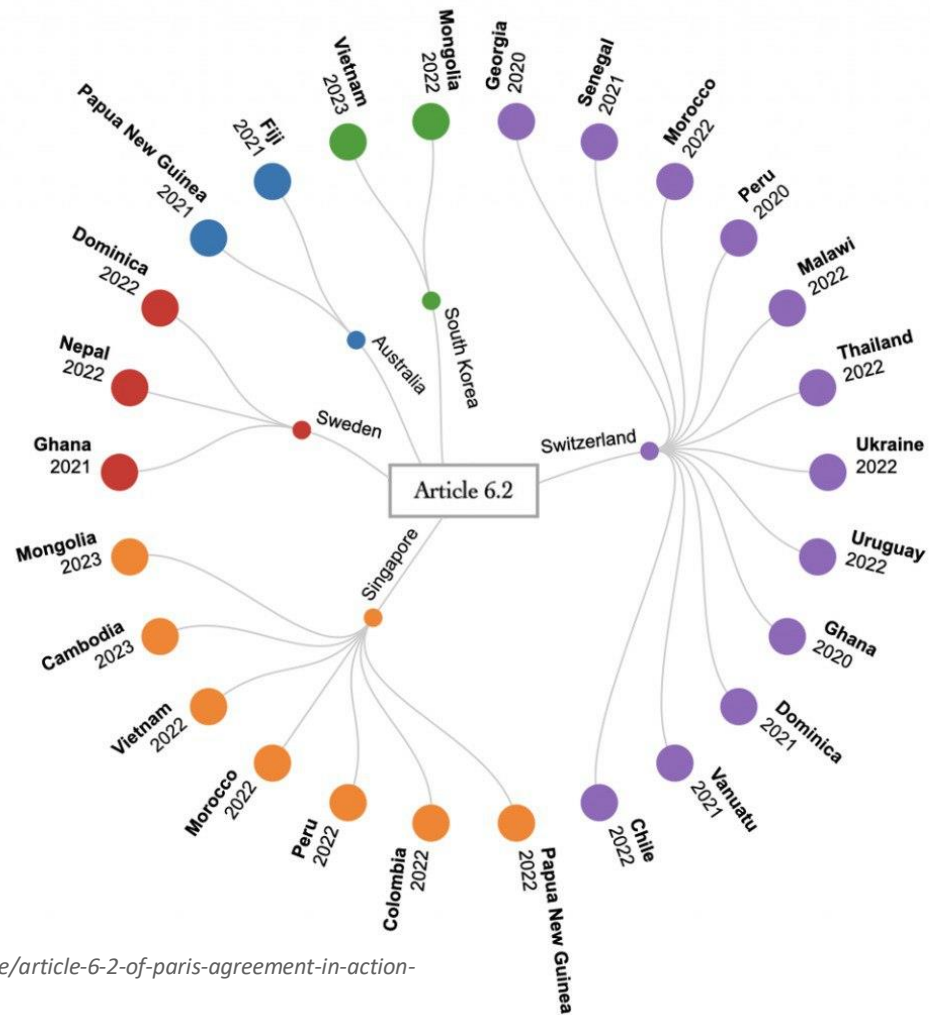 Georgia
2020
Senegal
2021
Morocco
2022
Peru
2020
Malawi
2022
Thailand
2022
Ukraine
2022
Uruguay
2022
Ghana
2020
Dominica
2021
Vanuatu
2021
Chile
2022
Switzerland
Mongolia
2022
Vietnam
2023
South Korea
Fiji
2021
Papua New Guinea
2021
Australia
Dominica
2022
Nepal
2022
Ghana
2021
Sweden
Article 6.2
Singapore
Mongolia
2023
Cambodia
2023
Vietnam
2022
Morocco
2022
Peru
2022
Colombia
2022
Papua New Guinea
2022
e/article-6-2-of-paris-agreement-in-action-